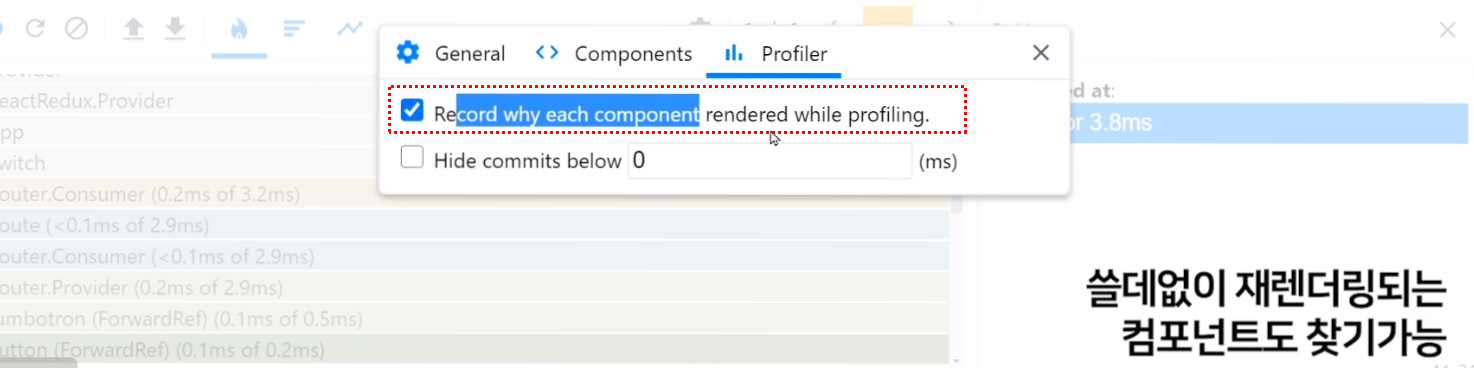 General
Components
Profiler
Record why each component rendered while profiling.
Hide commits below 0 (ms)
eactRedux.Provider
pp
witch
outer.Consumer (0.2ms of 3.2ms)
oute (<0.1ms of 2.9ms)
outer.Consumer (<0.1ms of 2.9ms)
outer.Provider (0.2ms of 2.9ms)
umbotron (ForwardRef) (0.1ms of 0.5ms)
utton (ForwardRef) (0.1ms of 0.2ms)
ed at:
or 3.8ms
쓸데없이 재렌더링되는
컴포넌트도 찾기가능